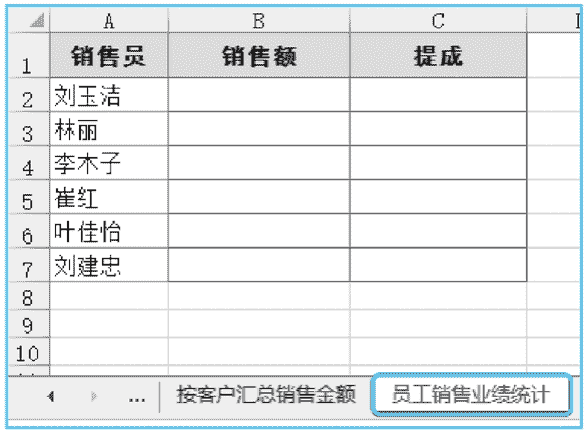 A B C
1 销售员 销售额 提成
2 刘玉洁
3 林丽
4 李木子
5 崔红
6 叶佳怡
7 刘建忠
8
9
10
... 按客户汇总销售金额 员工销售业绩统计